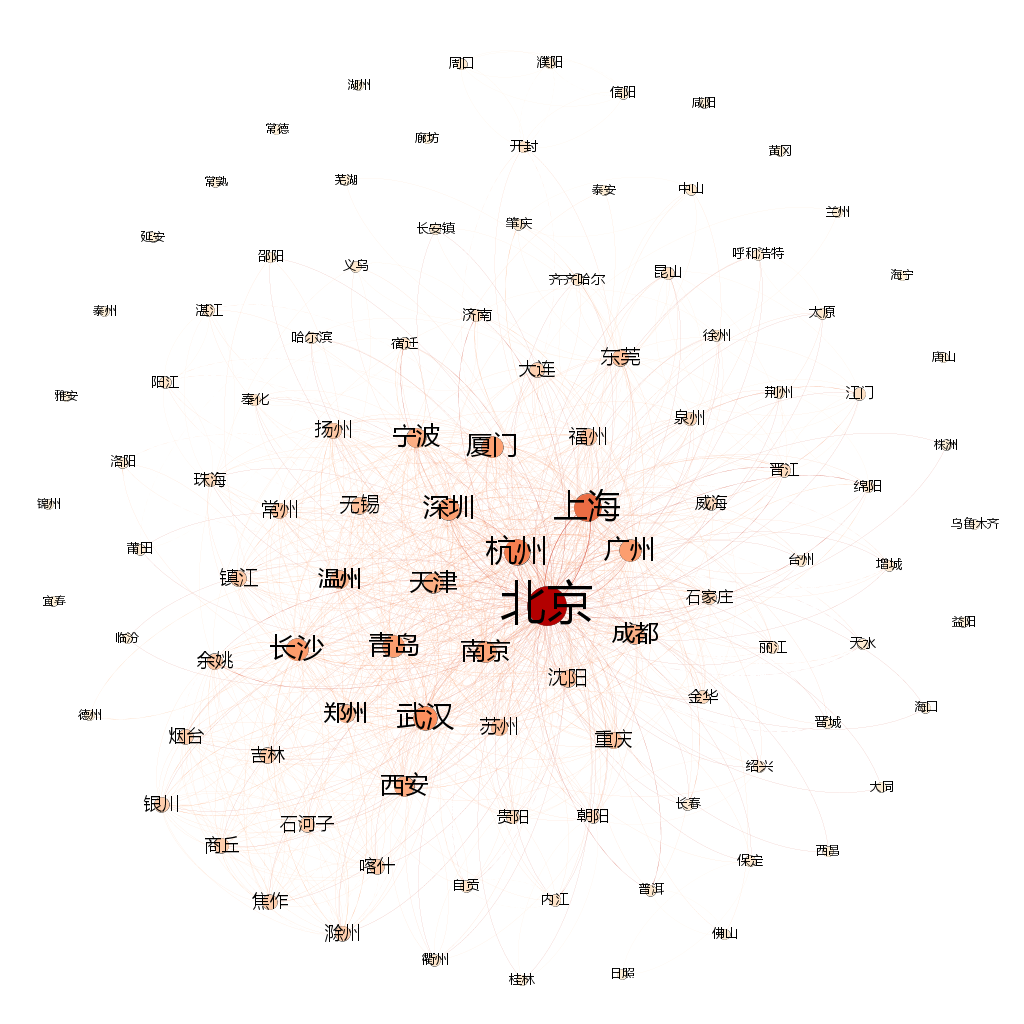 周口
濮阳
湖州
信阳
咸阳
常德
廊坊
开封
黄冈
常熟
芜湖
泰安
中山
兰州
延安
长安镇
肇庆
邵阳
义乌
齐齐哈尔
昆山
呼和浩特
海宁
泰州
湛江
济南
太原
哈尔滨
宿迁
徐州
大连
东莞
唐山
阳江
雅安
奉化
荆州
江门
扬州
宁波
厦门
福州
泉州
株洲
洛阳
珠海
晋江
绵阳
锦州
常州
无锡
深圳
上海
威海
乌鲁木齐
莆田
杭州
广州
台州
增城
镇江
温州
天津
宜春
北京
石家庄
益阳
临汾
长沙
青岛
南京
成都
丽江
天水
余姚
沈阳
金华
海口
德州
郑州
武汉
苏州
晋城
烟台
吉林
重庆
绍兴
西安
大同
银川
石河子
贵阳
朝阳
长春
商丘
喀什
保定
西昌
焦作
自贡
内江
普洱
滁州
佛山
衢州
桂林
日照